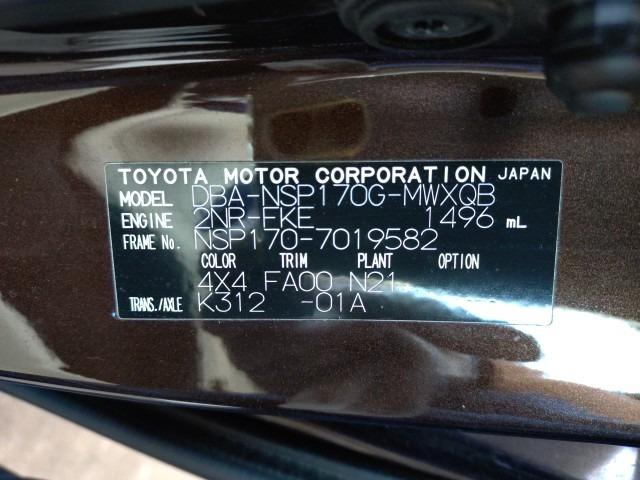 TOYOTA MOTOR CORPORATION JAPAN
MODEL DBA-NSP170G-MWXQB
ENGINE 2NR-FKE 1496 mL
FRAME No. NSP170-7019582
COLOR TRIM PLANT OPTION
4X4 FA00 N21
TRANS./AXLE K312 -01A